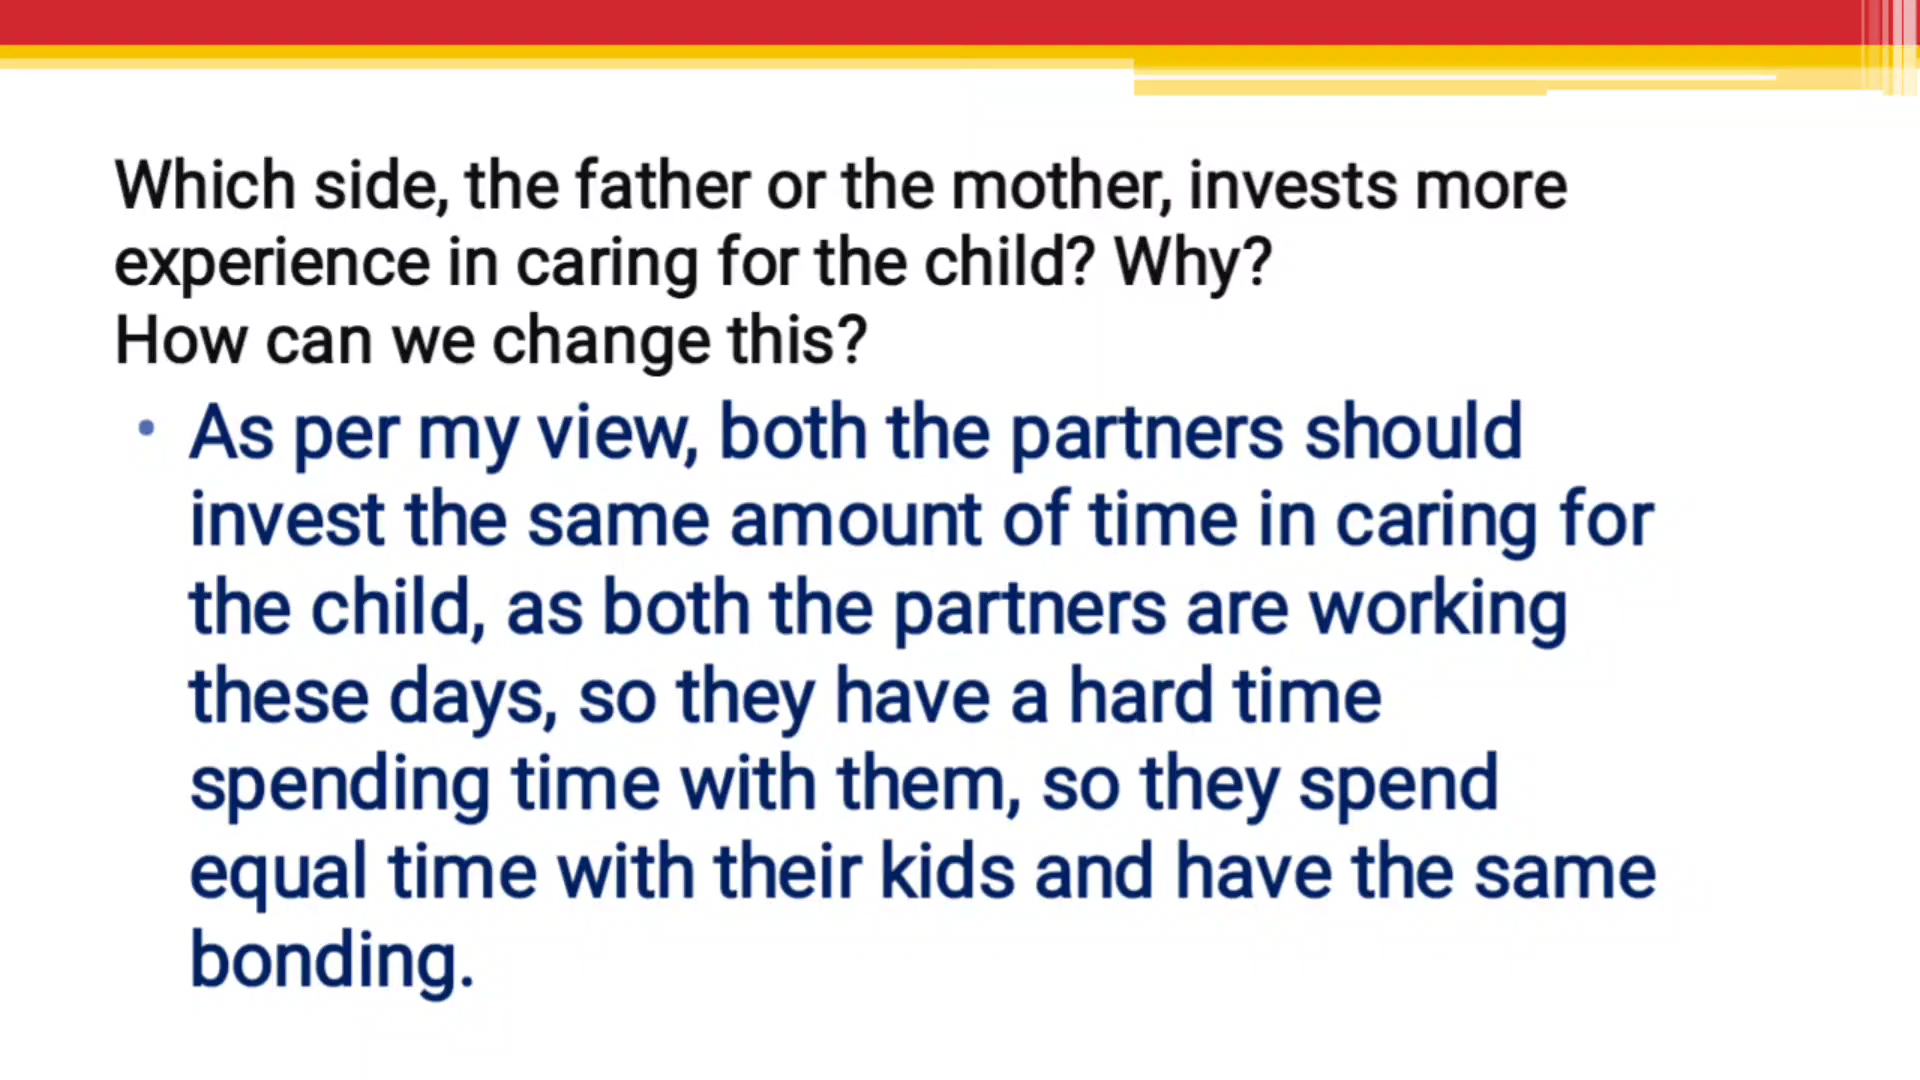 Which side, the father or the mother, invests more
experience in caring for the child? Why?
How can we change this?
• As per my view, both the partners should
invest the same amount of time in caring for
the child, as both the partners are working
these days, so they have a hard time
spending time with them, so they spend
equal time with their kids and have the same
bonding.